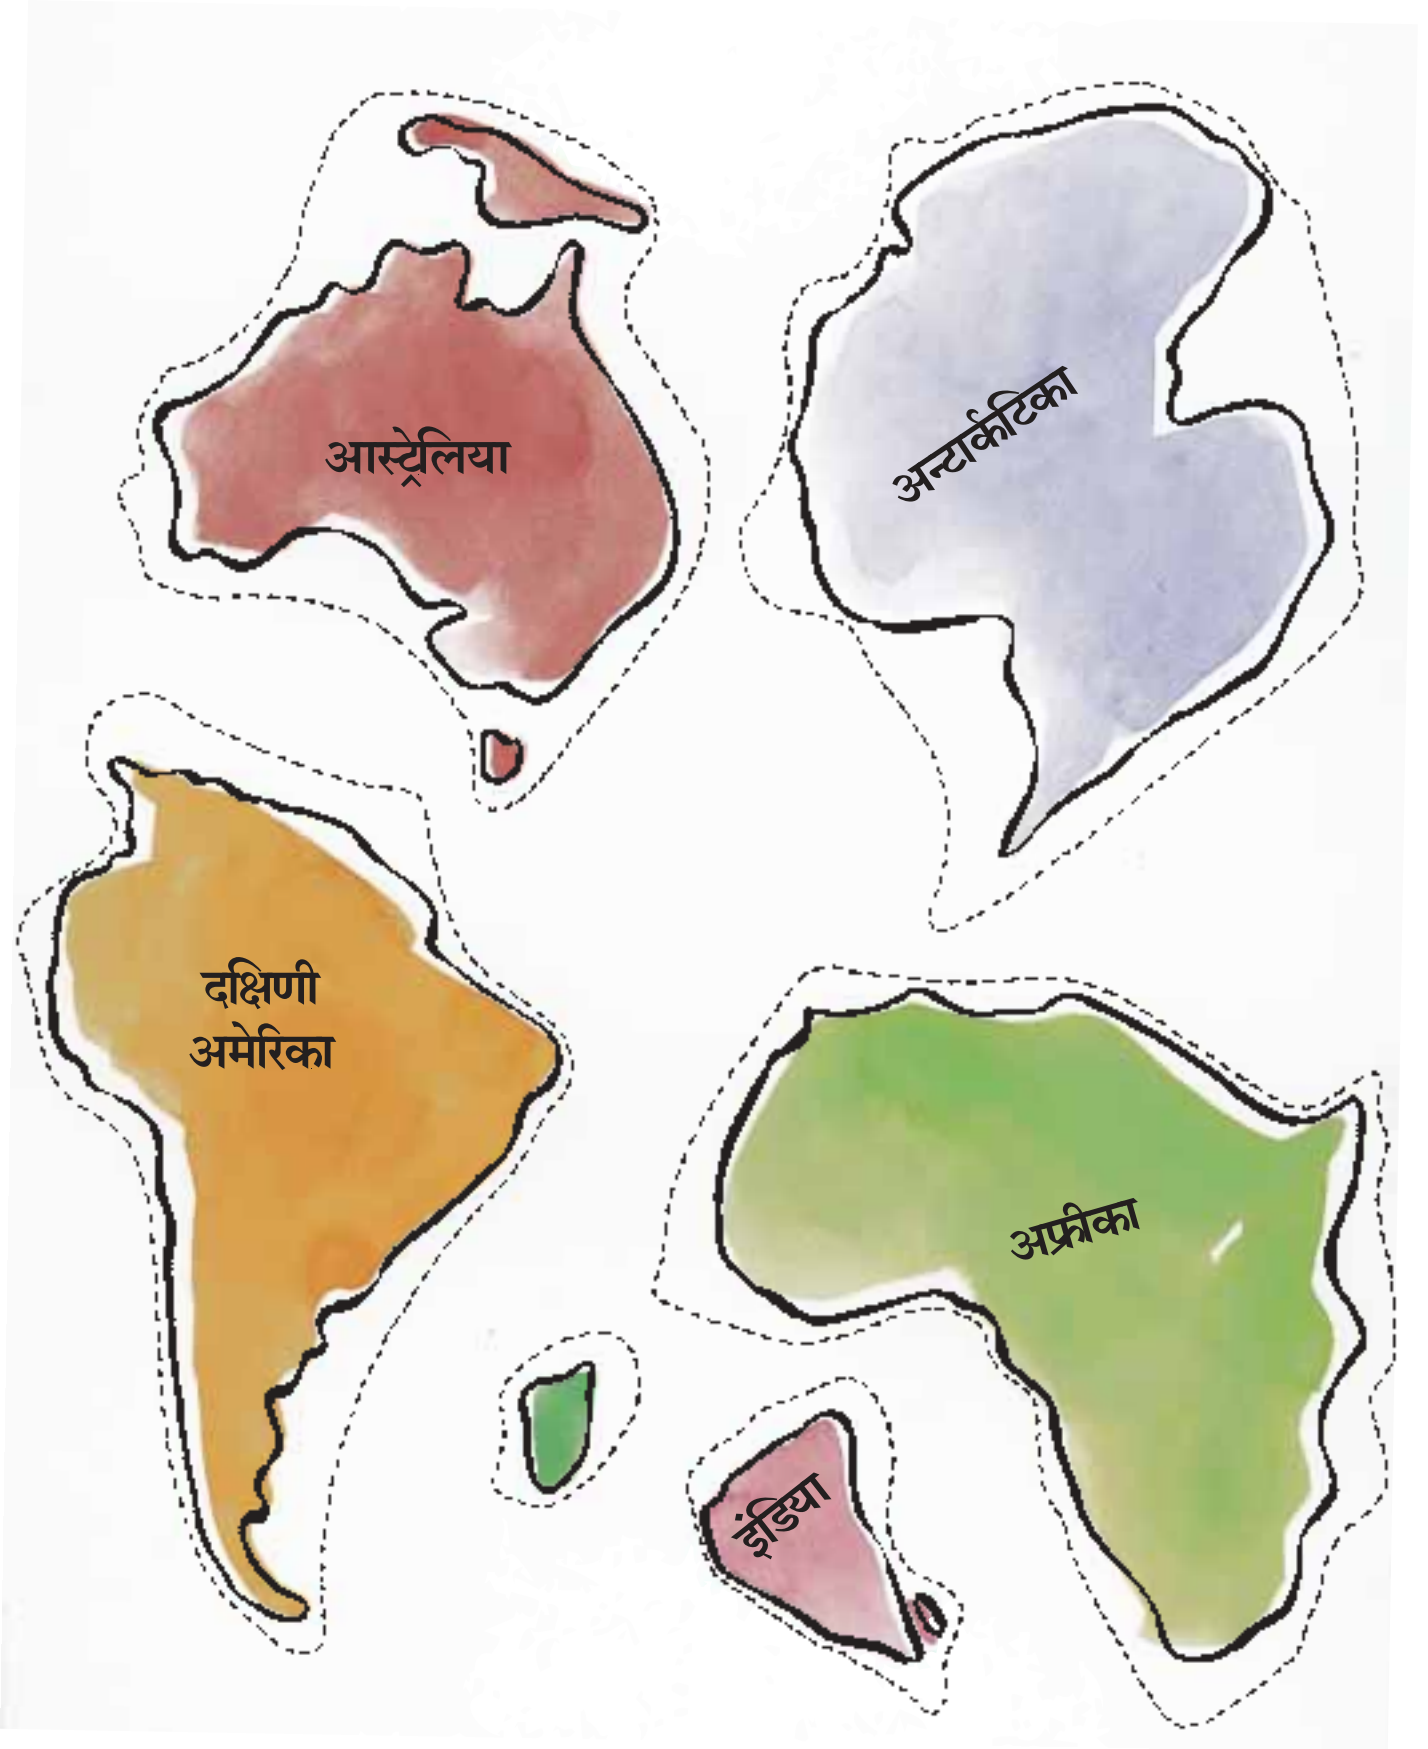 आस्ट्रेलिया
अन्टार्कटिका
दक्षिणी
अमेरिका
अफ्रीका
इंडिया